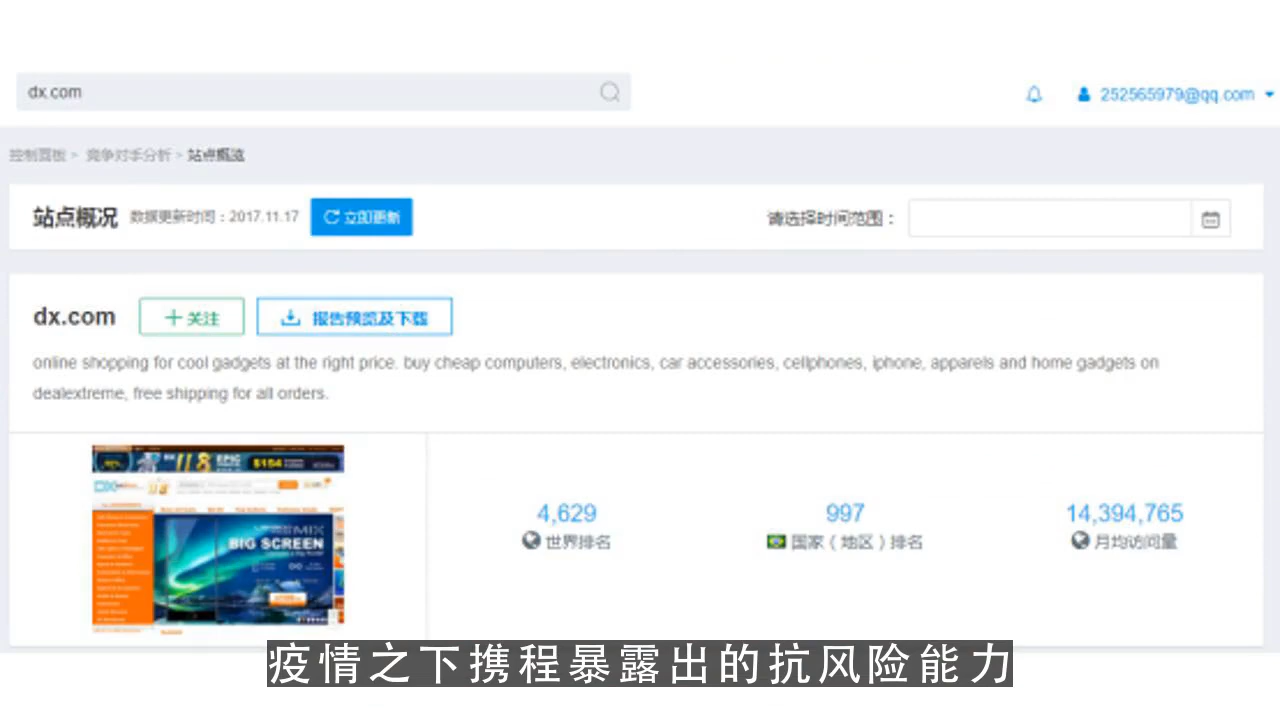 dx.com
252565979@qq.com
控制面板 > 竞争对手分析 > 站点概览
站点概况 数据更新时间：2017.11.17 立即更新 请选择时间范围：
dx.com 关注 报告预览及下载
online shopping for cool gadgets at the right price. buy cheap computers, electronics, car accessories, cellphones, iphone, apparels and home gadgets on
dealextreme, free shipping for all orders.
BIG SCREEN
4,629 997 14,394,765
世界排名 国家（地区）排名 月均访问量
疫情之下携程暴露出的抗风险能力